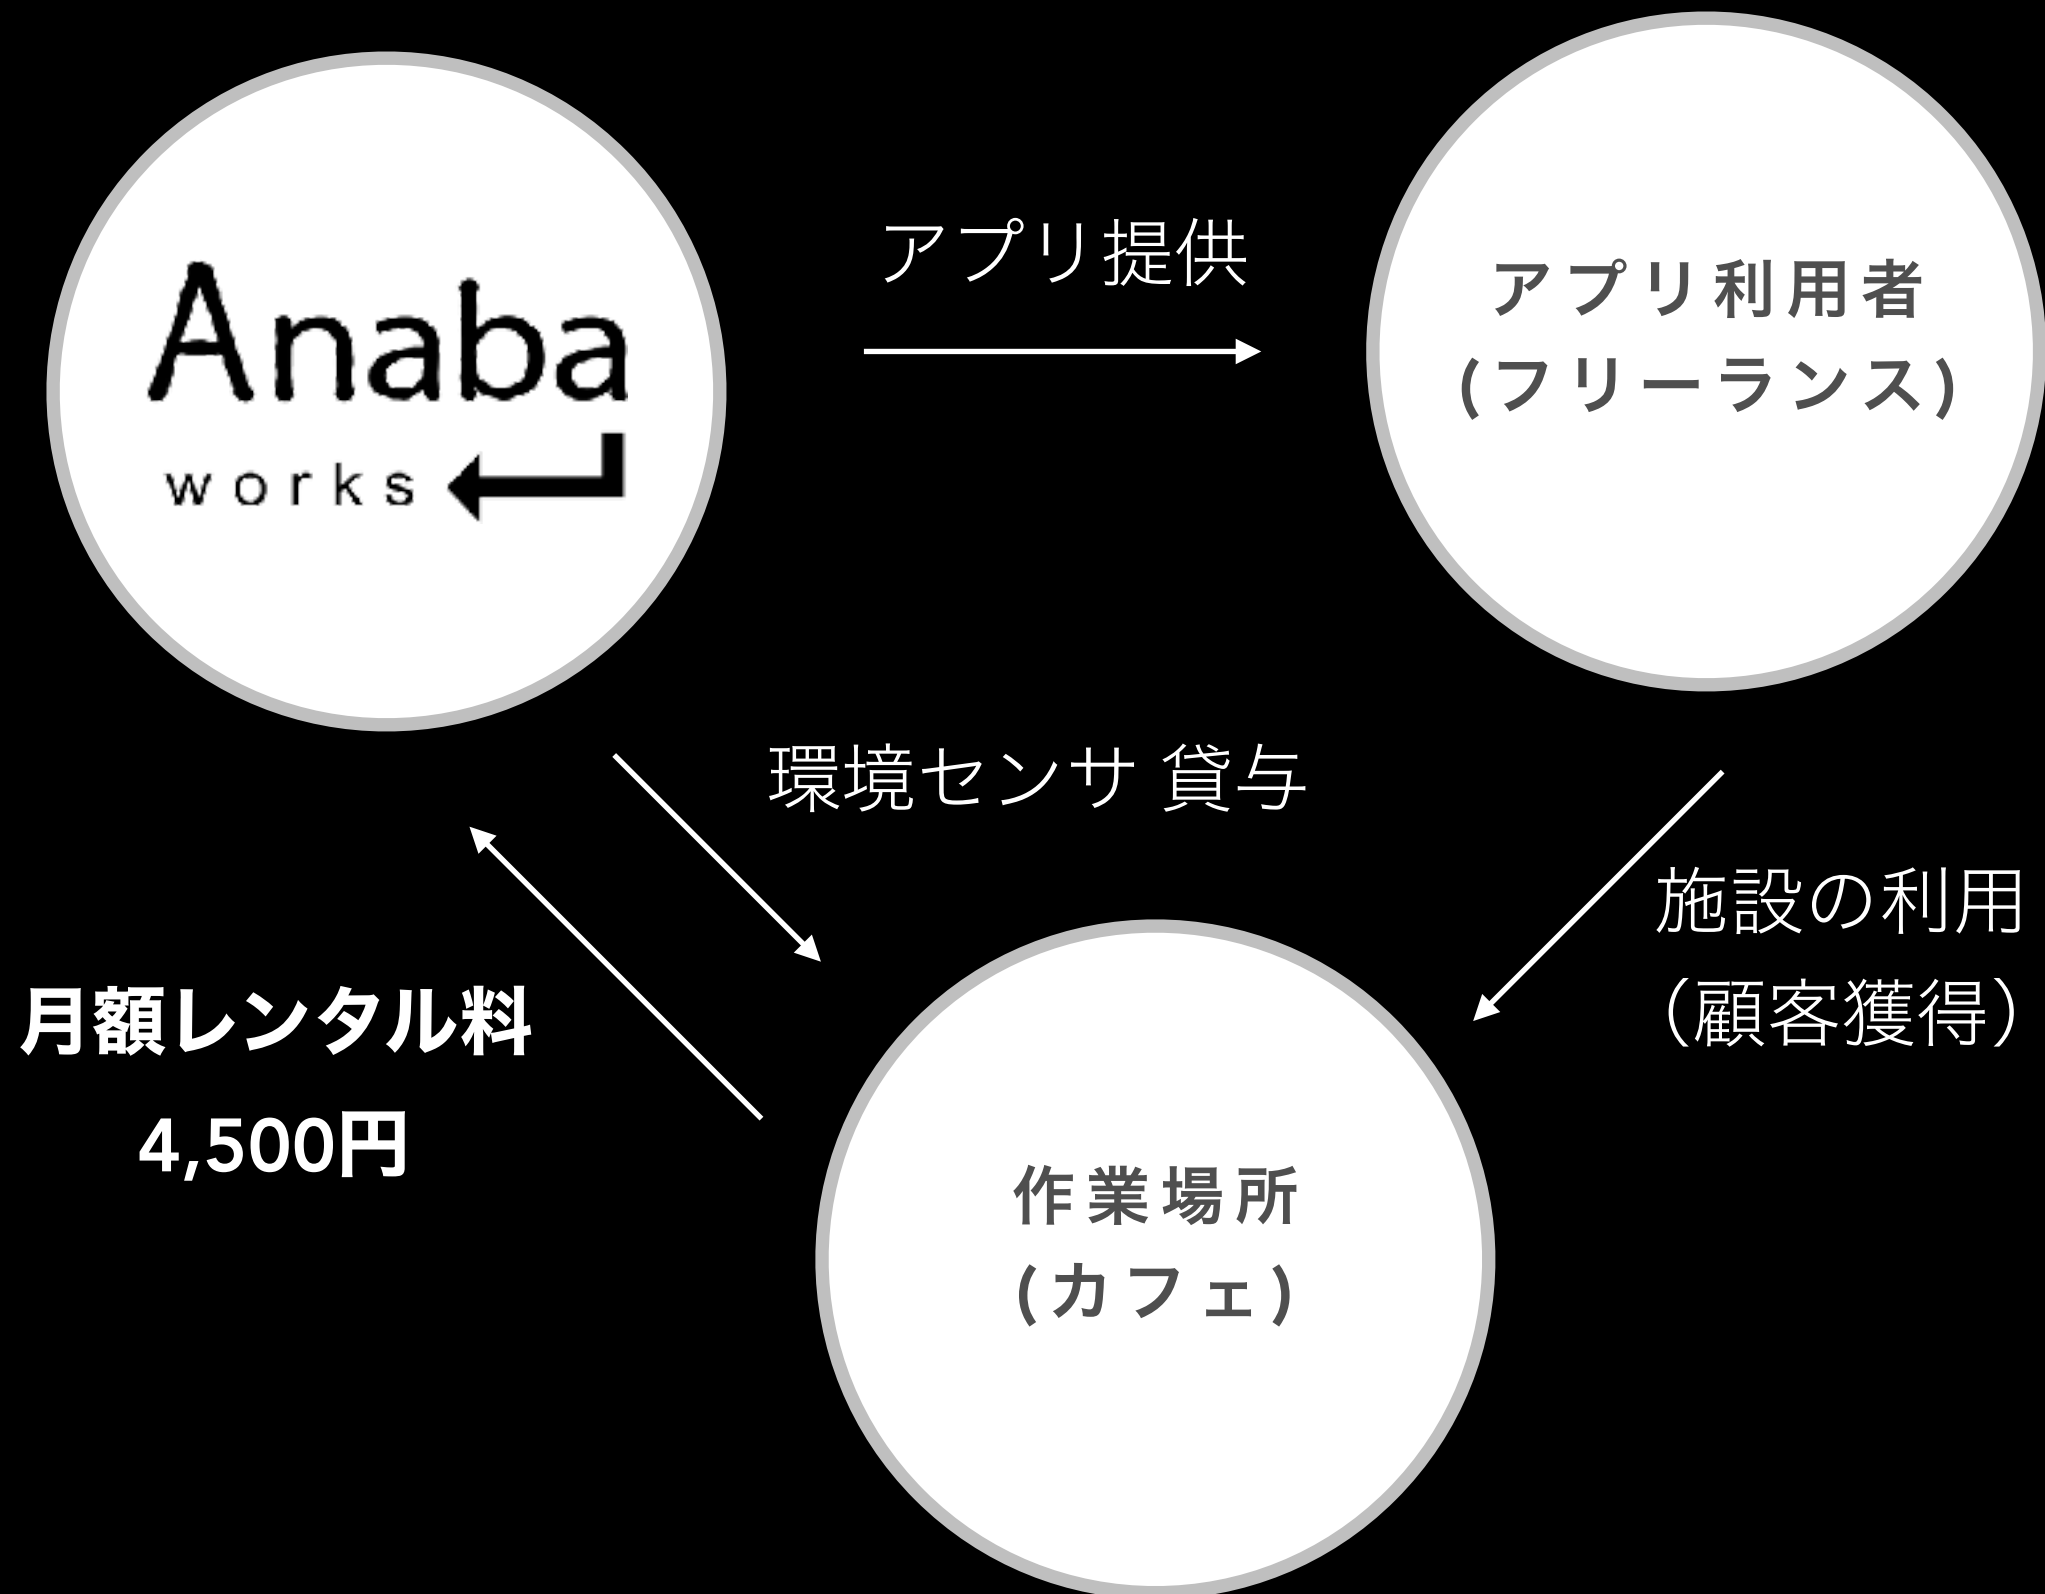 Anaba
works
アプリ提供
アプリ利用者
(フリーランス)
環境センサ 貸与
施設の利用
（顧客獲得）
月額レンタル料
4,500円
作業場所
(カフェ)